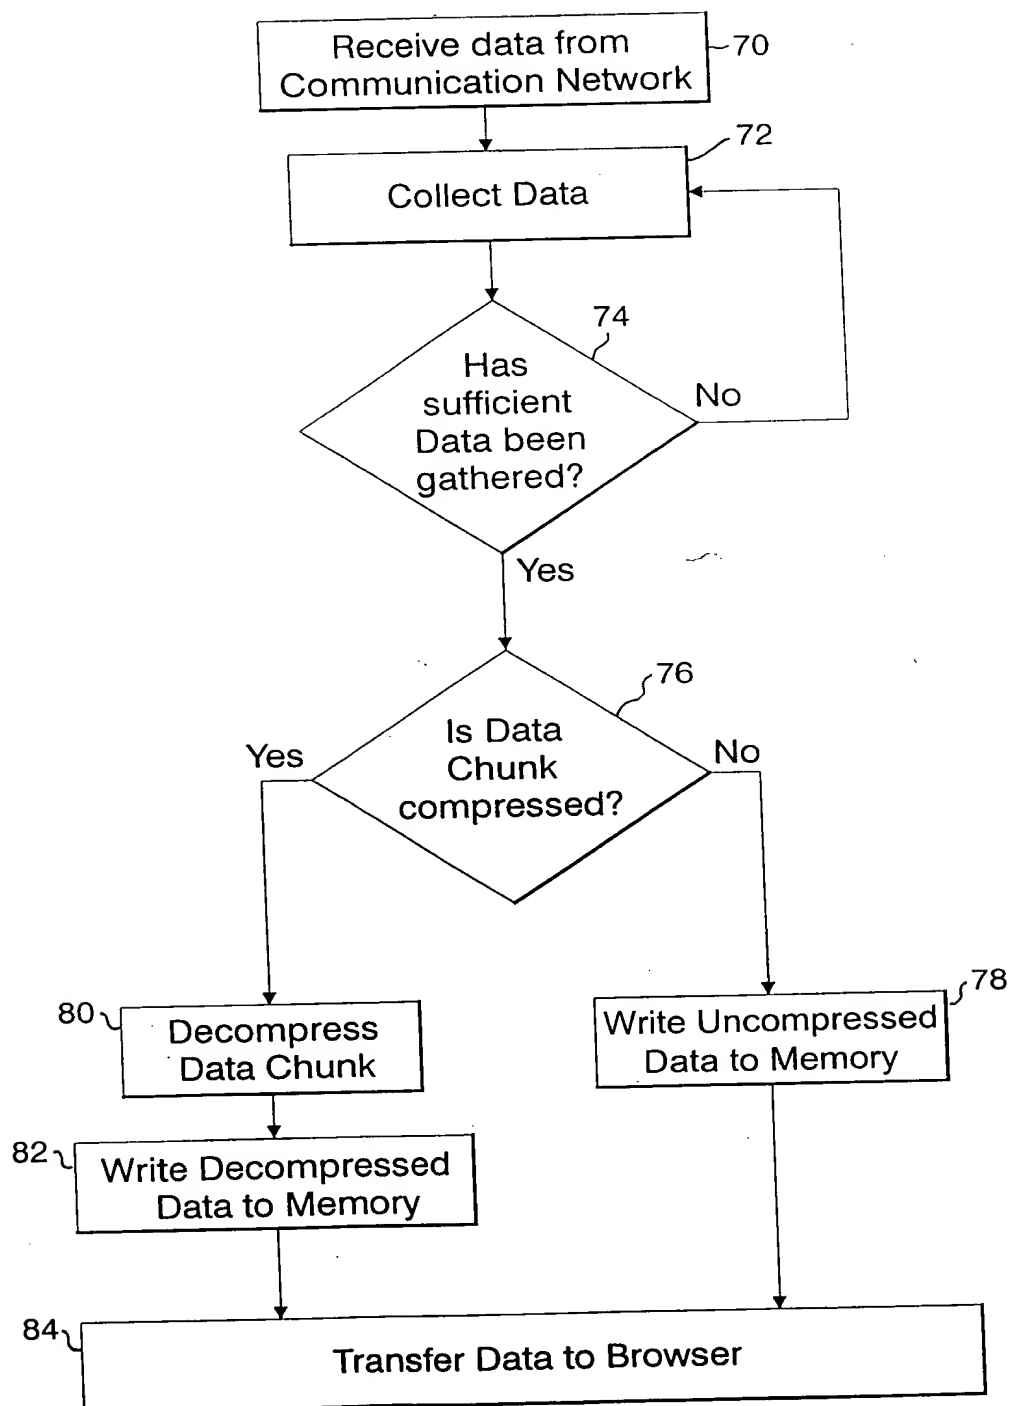 Receive data from
Communication Network
70
72
Collect Data
74
Has
sufficient
Data been
gathered?
No
Yes
76
Is Data
Chunk
compressed?
Yes
No
80
Decompress
Data Chunk
78
Write Uncompressed
Data to Memory
82
Write Decompressed
Data to Memory
84
Transfer Data to Browser